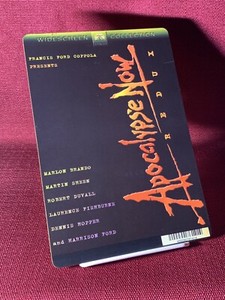 WIDESCREEN COLLECTION
FRANCIS FORD COPPOLA
PRESENTS
Apocalypse Now
REDUX
MARLON BRANDO
MARTIN SHEEN
ROBERT DUVALL
LAURENCE FISHBURNE
DENNIS HOPPER
and HARRISON FORD